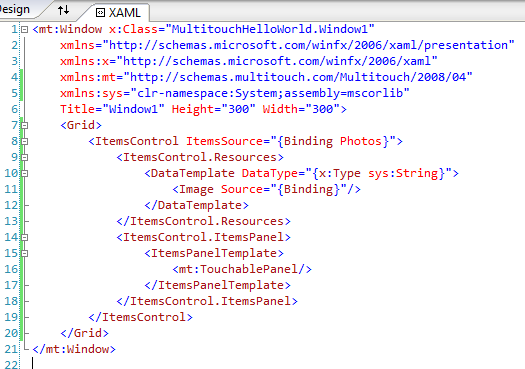 Design XAML
1 <mt:Window x:Class="MultitouchHelloWorld.Window1"
2 xmlns="http://schemas.microsoft.com/winfx/2006/xaml/presentation"
3 xmlns:x="http://schemas.microsoft.com/winfx/2006/xaml"
4 xmlns:mt="http://schemas.multitouch.com/Multitouch/2008/04"
5 xmlns:sys="clr-namespace:System;assembly=mscorlib"
6 Title="Window1" Height="300" Width="300">
7 <Grid>
8 <ItemsControl ItemsSource="{Binding Photos}">
9 <ItemsControl.Resources>
10 <DataTemplate DataType="{x:Type sys:String}">
11 <Image Source="{Binding}"/>
12 </DataTemplate>
13 </ItemsControl.Resources>
14 <ItemsControl.ItemsPanel>
15 <ItemsPanelTemplate>
16 <mt:TouchablePanel/>
17 </ItemsPanelTemplate>
18 </ItemsControl.ItemsPanel>
19 </ItemsControl>
20 </Grid>
21 </mt:Window>
22